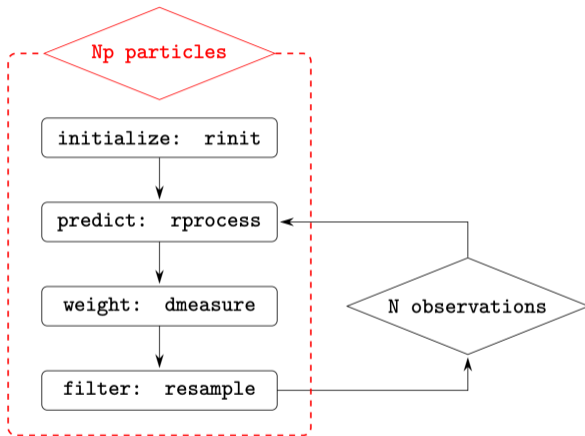 Np particles
initialize: rinit
predict: rprocess
weight: dmeasure
N observations
filter: resample